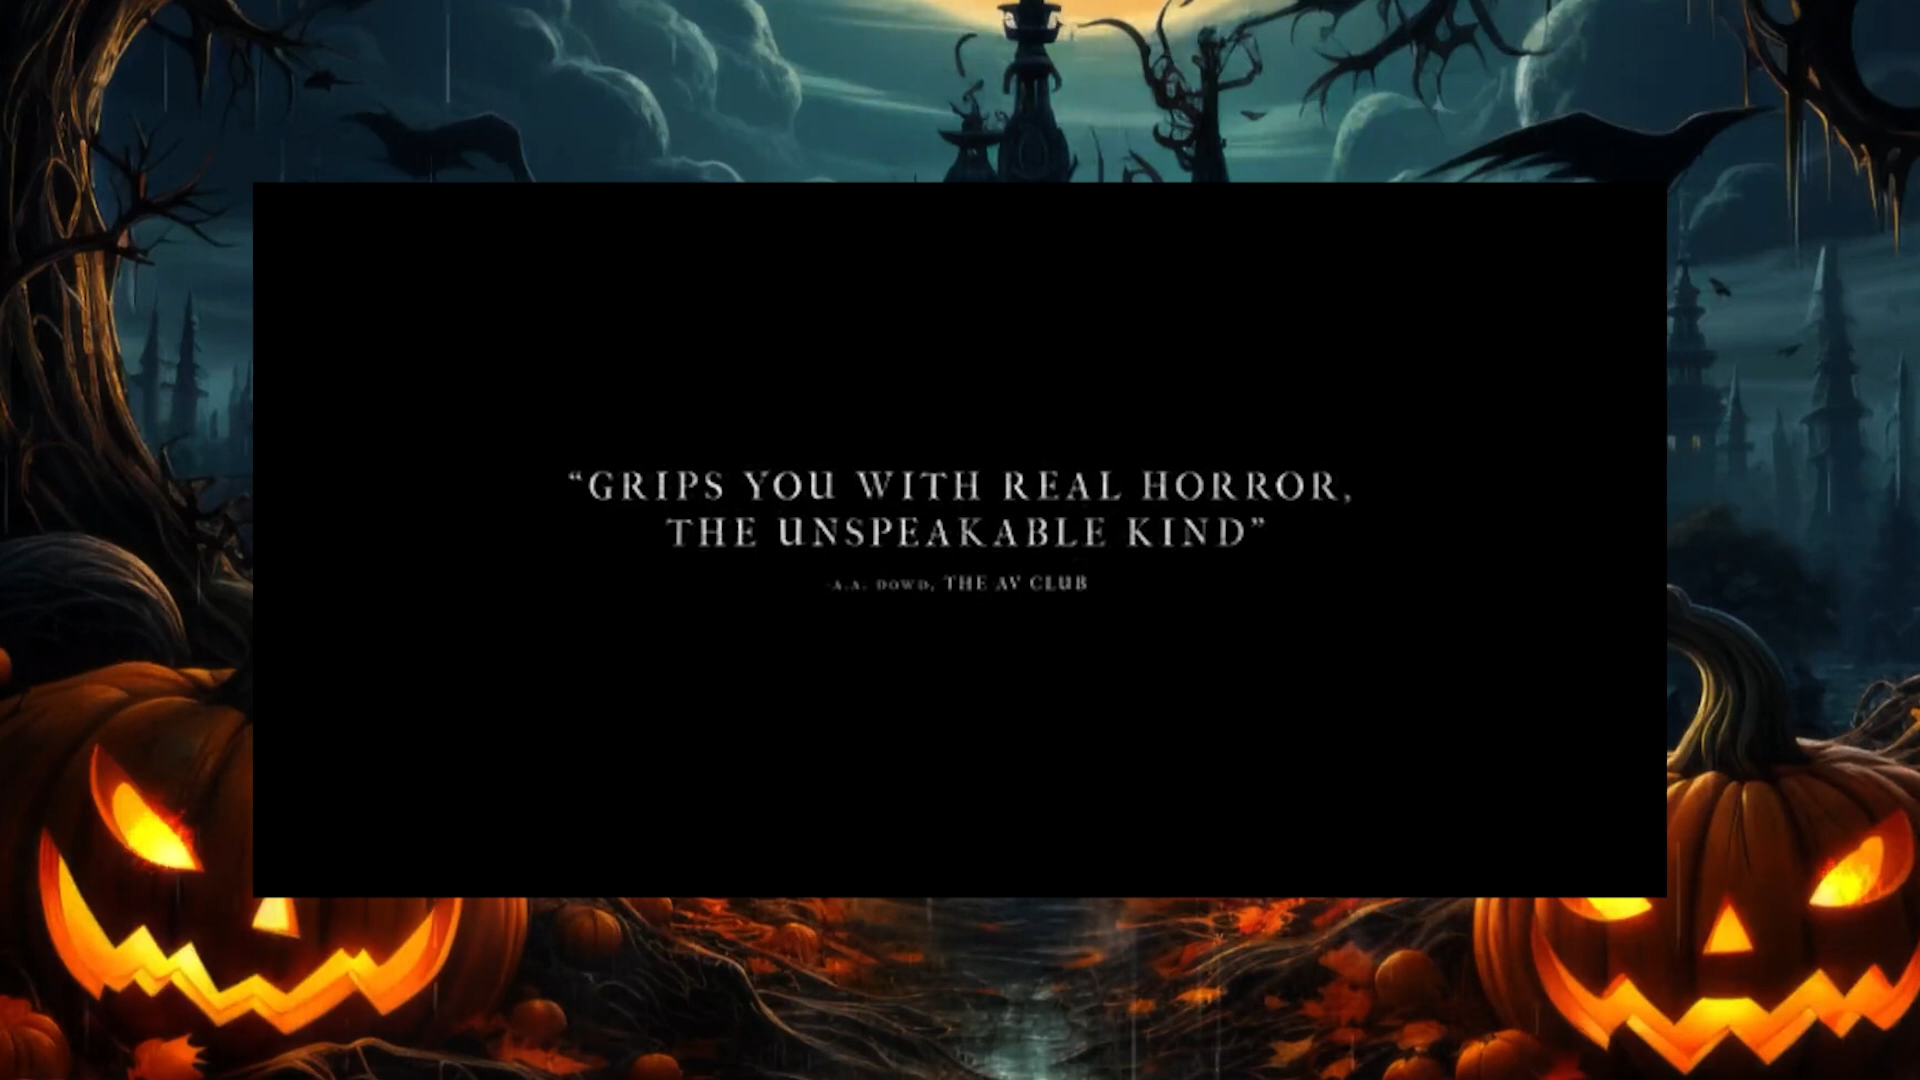 “GRIPS YOU WITH REAL HORROR,
THE UNSPEAKABLE KIND”
-A.A. DOWD, THE AV CLUB